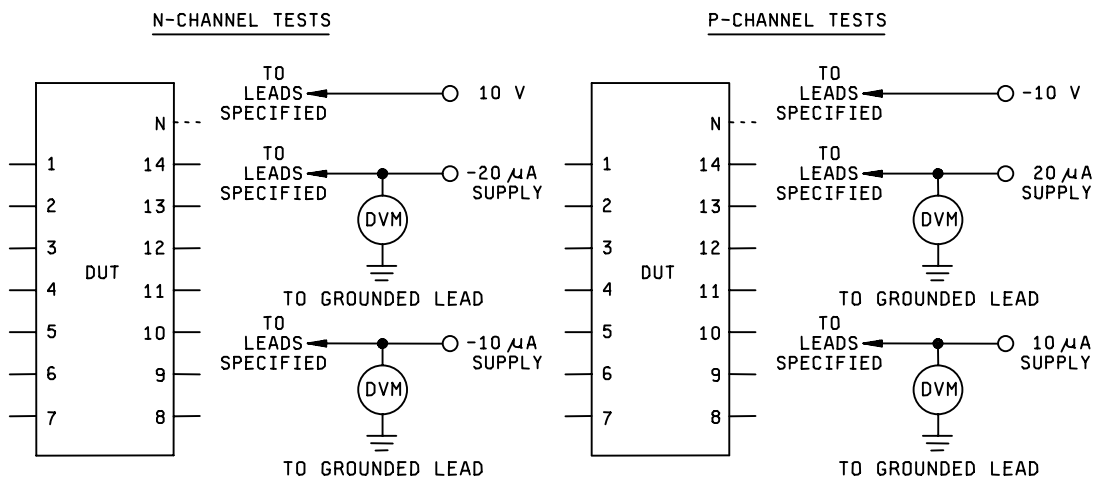 N-CHANNEL TESTS
TO
LEADS
SPECIFIED
10 V
N
1
14
TO
LEADS
SPECIFIED
-20 μA
SUPPLY
2
13
DVM
3
12
DUT
4
11
TO GROUNDED LEAD
5
10
TO
LEADS
SPECIFIED
-10 μA
SUPPLY
6
9
DVM
7
8
TO GROUNDED LEAD
P-CHANNEL TESTS
TO
LEADS
SPECIFIED
-10 V
N
1
14
TO
LEADS
SPECIFIED
20 μA
SUPPLY
2
13
DVM
3
12
DUT
4
11
TO GROUNDED LEAD
5
10
TO
LEADS
SPECIFIED
10 μA
SUPPLY
6
9
DVM
7
8
TO GROUNDED LEAD